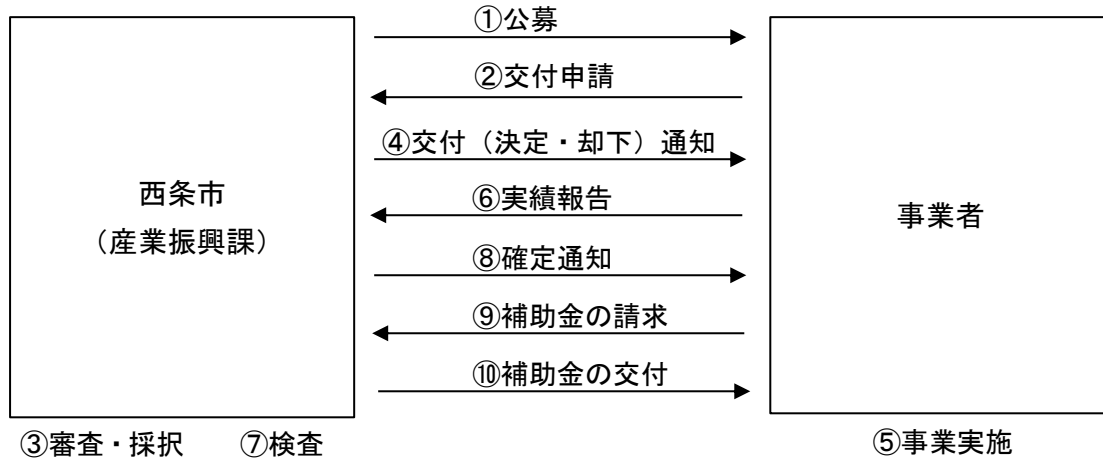 ①公募
②交付申請
④交付（決定・却下）通知
西条市
（産業振興課）
⑥実績報告
事業者
⑧確定通知
⑨補助金の請求
⑩補助金の交付
③審査・採択
⑦検査
⑤事業実施